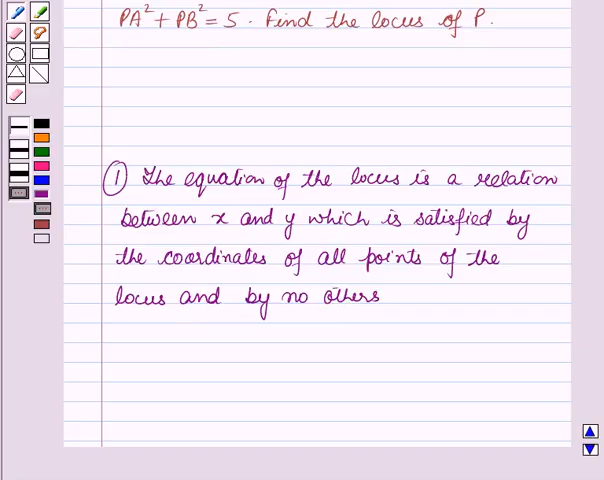 PA² + PB² = 5. Find the locus of P.
① The equation of the locus is a relation
between x and y which is satisfied by
the coordinates of all points of the
locus and by no others